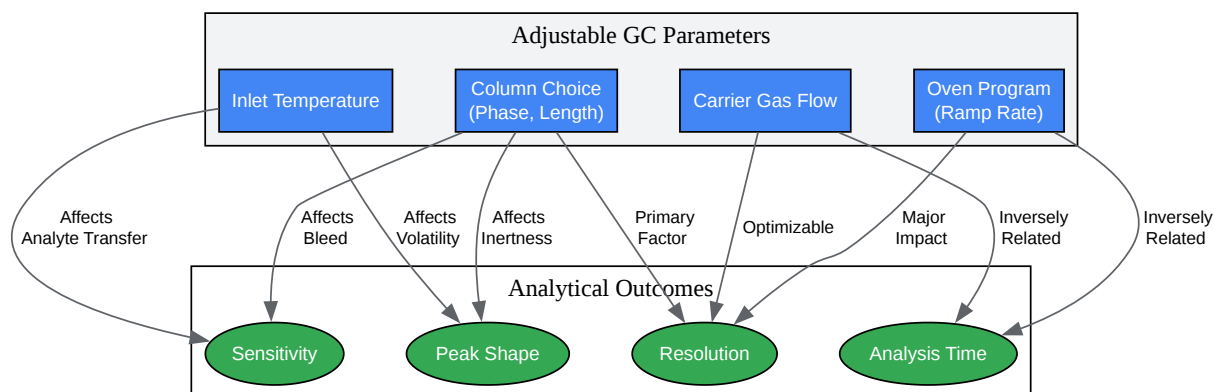 Adjustable GC Parameters
Inlet Temperature
Column Choice
(Phase, Length)
Carrier Gas Flow
Oven Program
(Ramp Rate)
Affects
Analyte Transfer
Affects
Bleed
Affects
Volatility
Affects
Inertness
Primary
Factor
Optimizable
Major
Impact
Inversely
Related
Inversely
Related
Analytical Outcomes
Sensitivity
Peak Shape
Resolution
Analysis Time